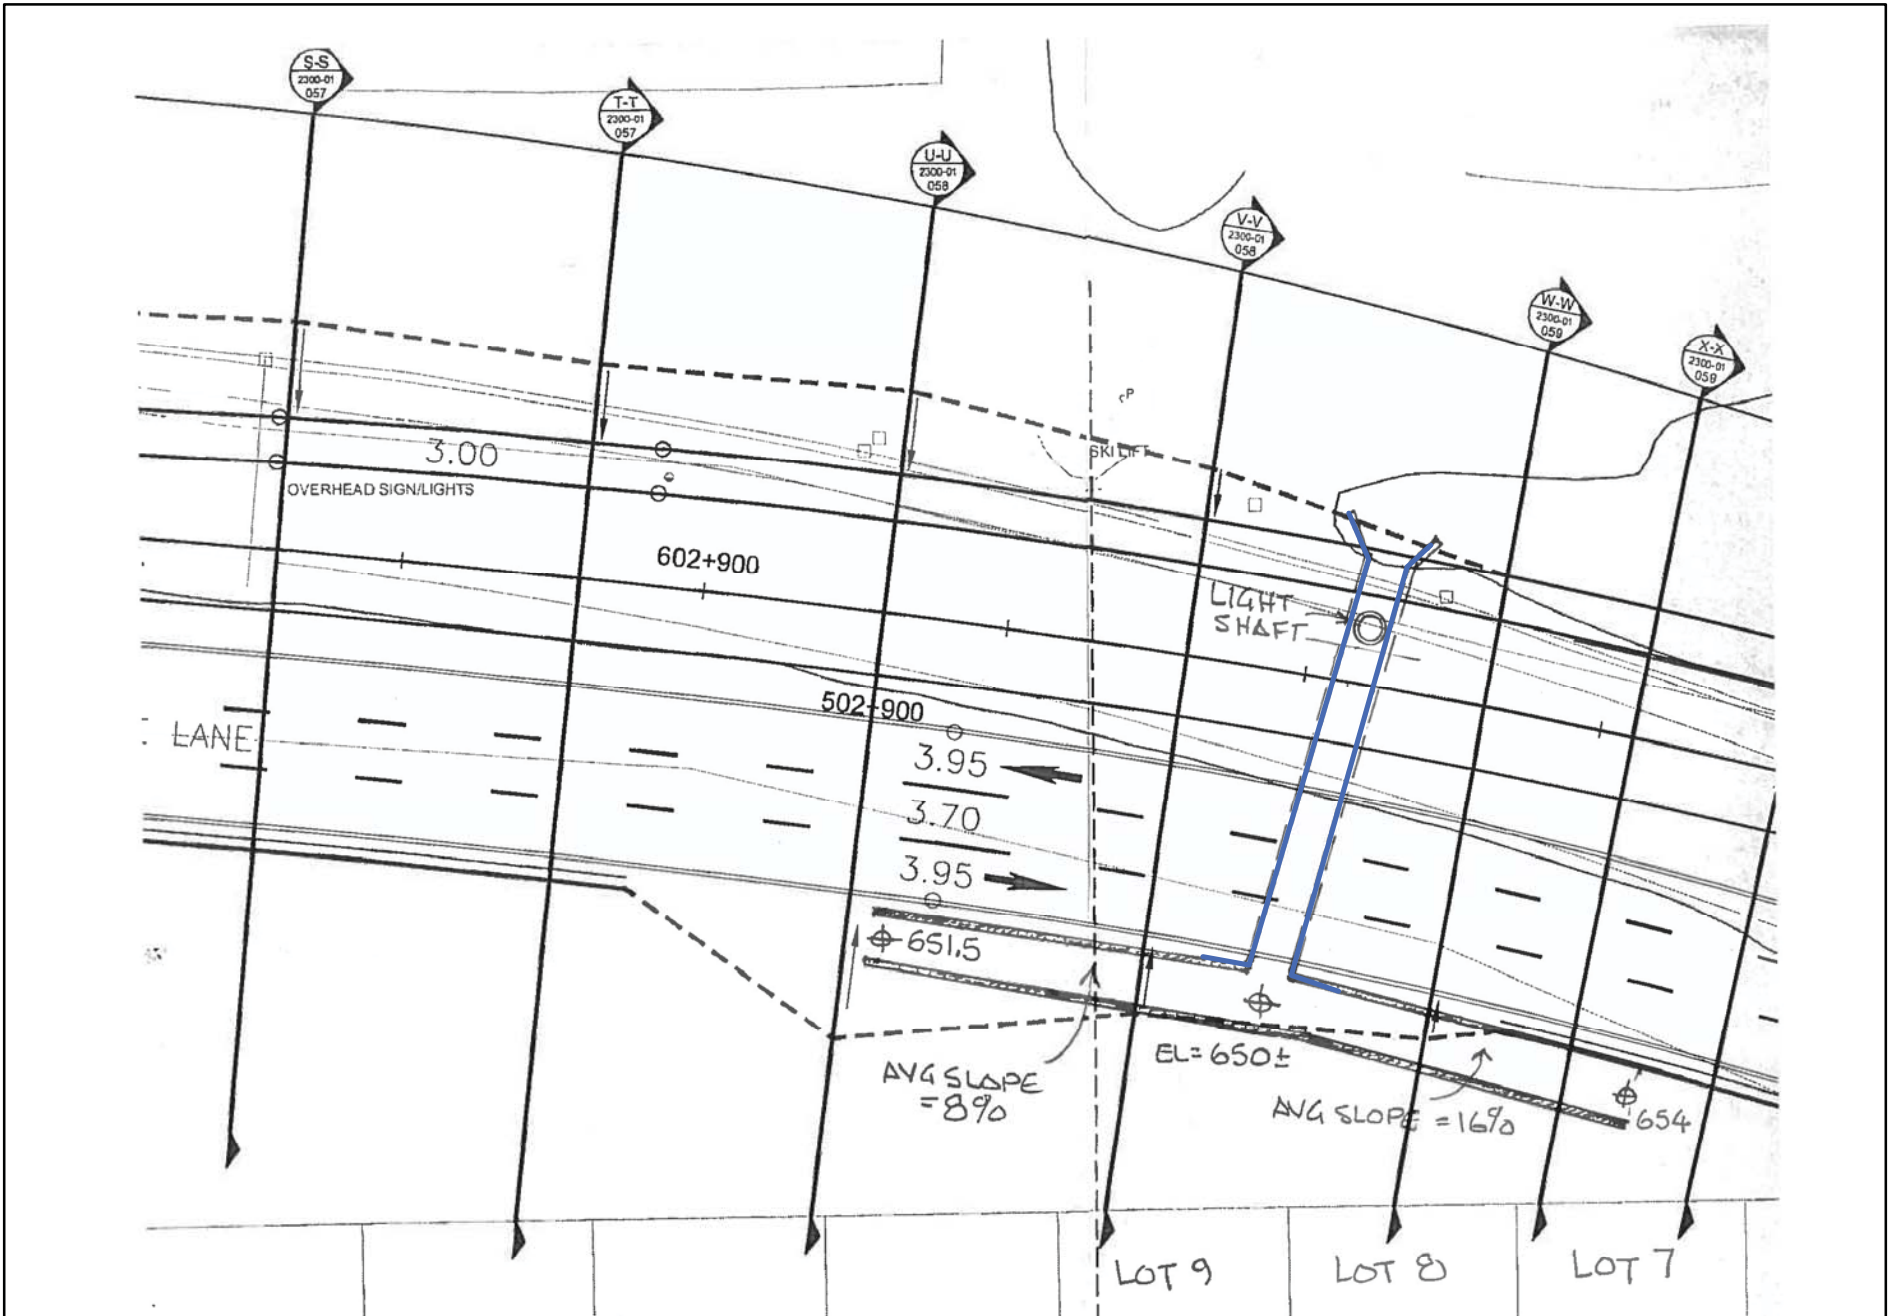 S-S
2300-01
057
T-T
2300-01
057
U-U
2300-01
058
V-V
2300-01
058
W-W
2300-01
059
X-X
2300-01
059
P
SKI LIFT
3.00
OVERHEAD SIGN/LIGHTS
602+900
LIGHT
SHAFT
502+900
LANE
3.95
3.70
3.95
651.5
EL=650±
AVG SLOPE
=8%
AVG SLOPE =16%
654
LOT 9
LOT 8
LOT 7